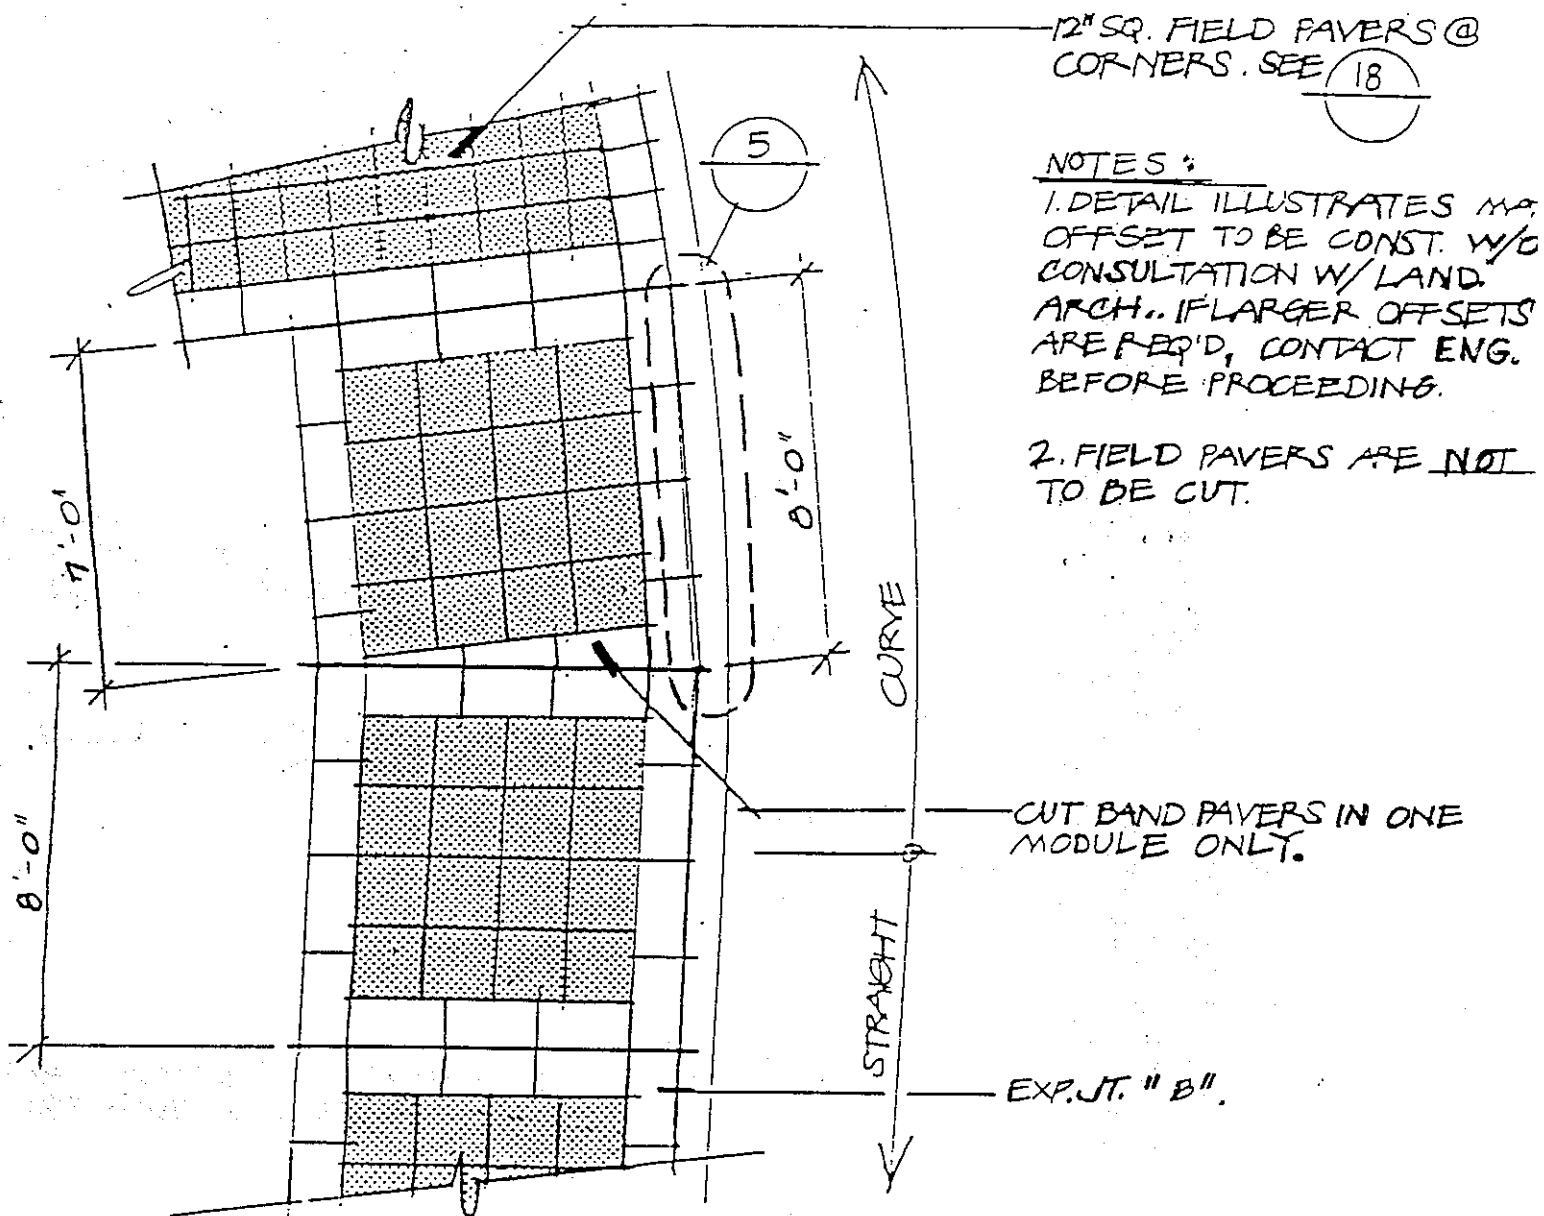 12" SQ. FIELD PAVERS @
CORNERS. SEE 18
5
NOTES:
1. DETAIL ILLUSTRATES
OFFSET TO BE CONST.
CONSULTATION W/ LAND.
ARCH.. IF LARGER OFFSETS
ARE REQ'D, CONTACT ENG.
BEFORE PROCEEDING.
2. FIELD PAVERS ARE NOT
TO BE CUT.
7'-0'
8'-0"
CURVE
8'-0"
CUT BAND PAVERS IN ONE
MODULE ONLY.
STRAIGHT
EXP. JT. "B".